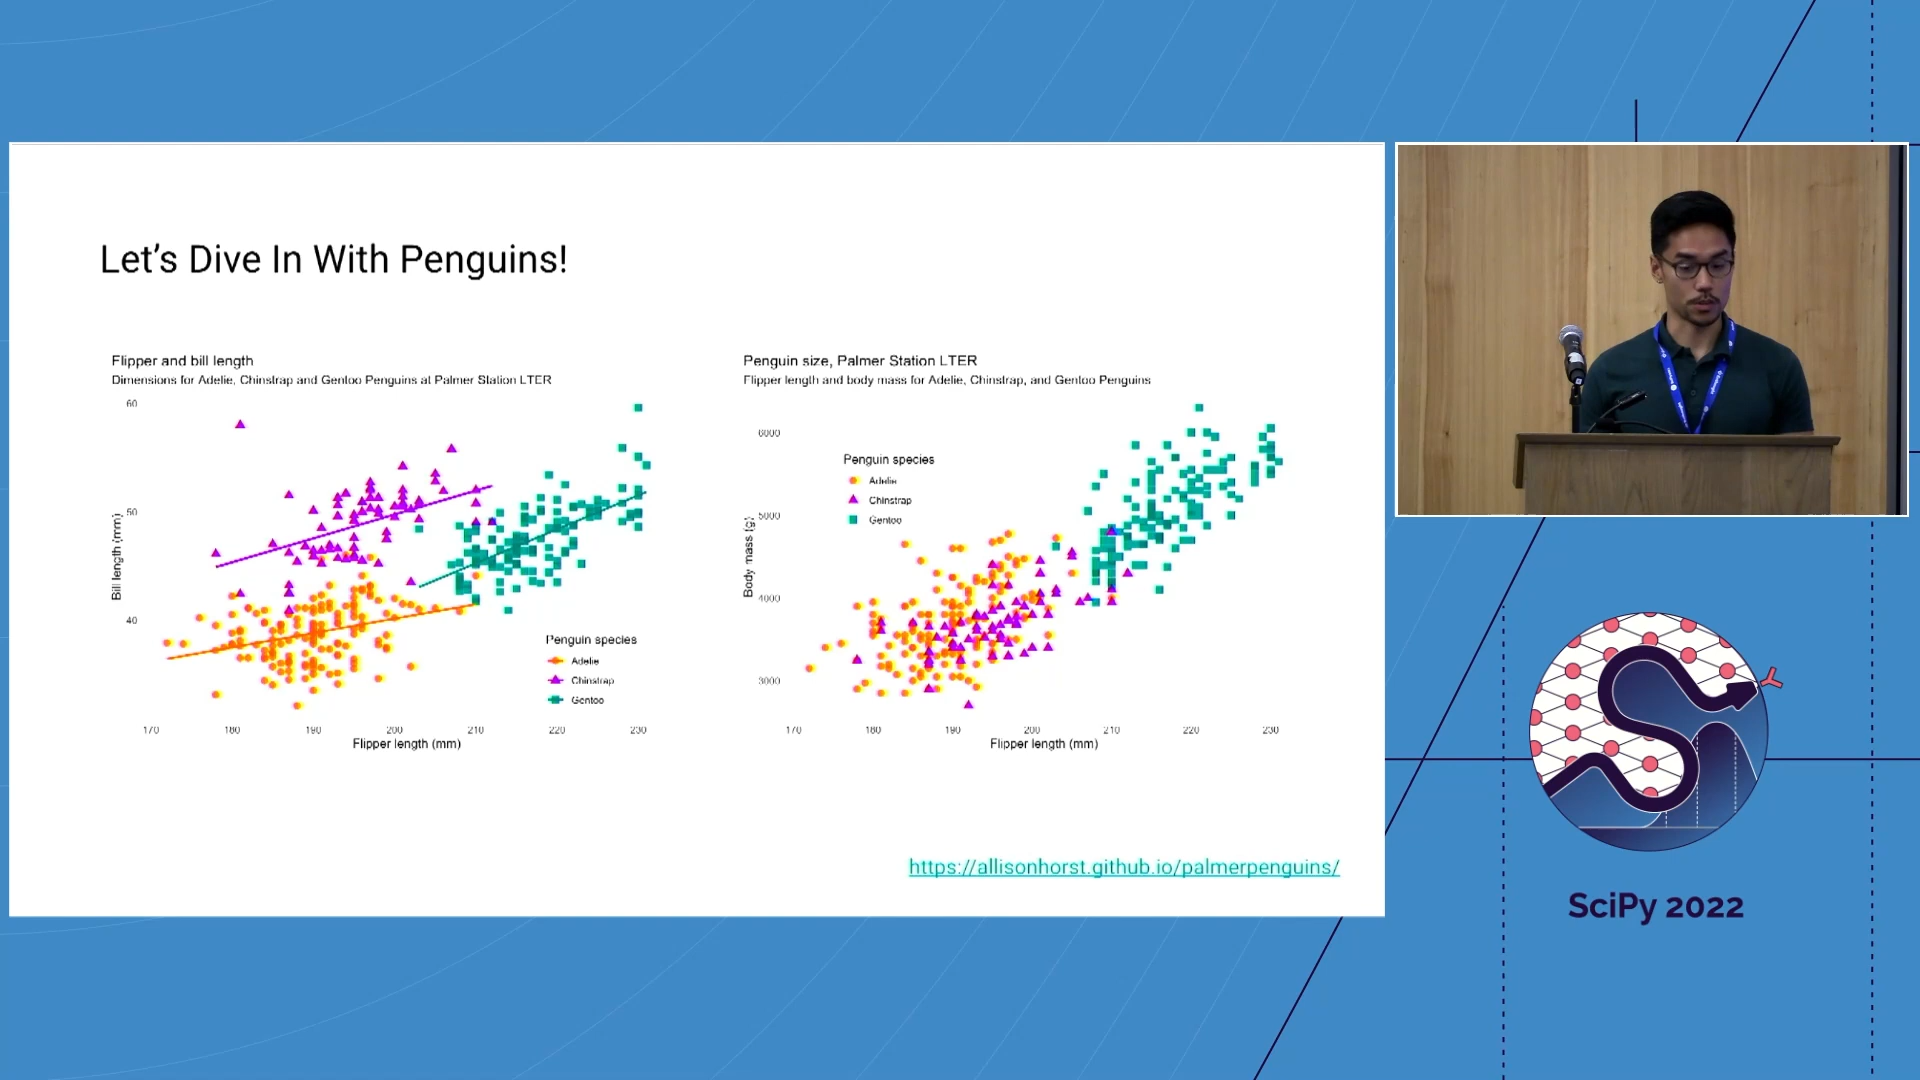 Let's Dive In With Penguins!
Flipper and bill length
Dimensions for Adelie, Chinstrap and Gentoo Penguins at Palmer Station LTER
60
50
40
Bill length (mm)
Penguin species
Adelie
Chinstrap
Gentoo
170 180 190 200 210 220 230
Flipper length (mm)
Penguin size, Palmer Station LTER
Flipper length and body mass for Adelie, Chinstrap, and Gentoo Penguins
6000
5000
4000
3000
Body mass (g)
Penguin species
Adelie
Chinstrap
Gentoo
170 180 190 200 210 220 230
Flipper length (mm)
https://allisonhorst.github.io/palmerpenguins/
SciPy 2022